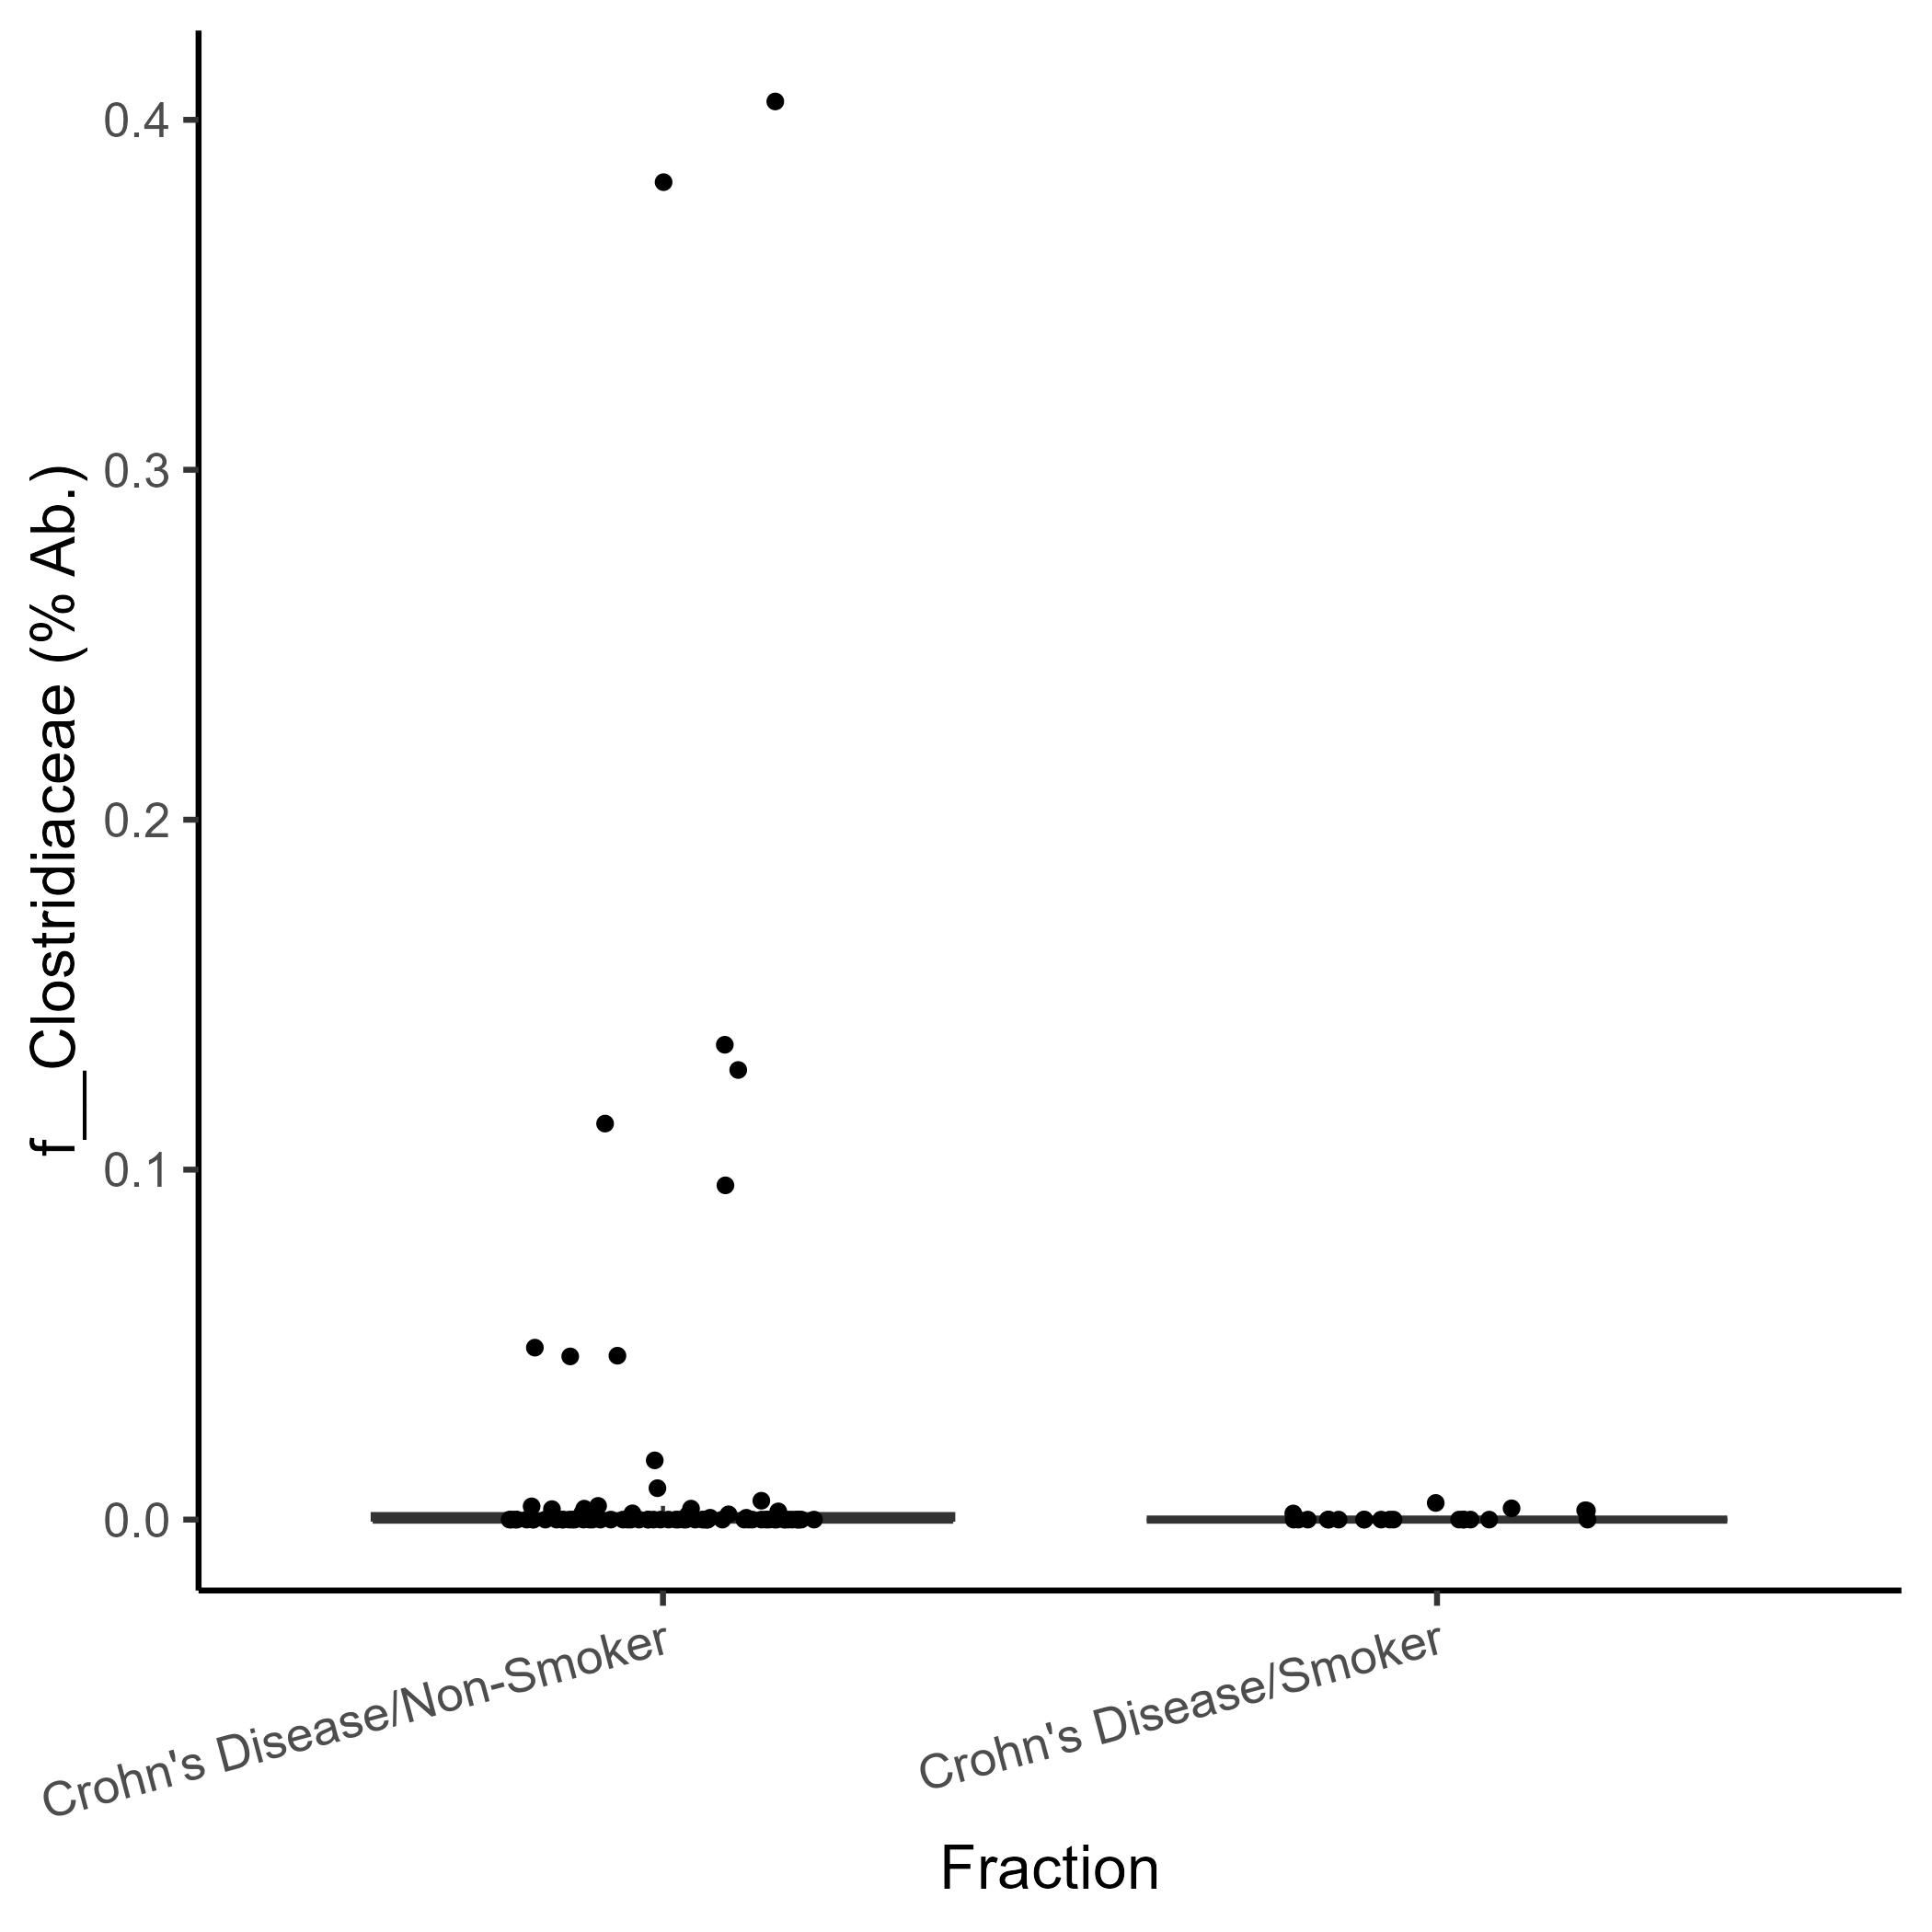 f__Clostridiaceae (% Ab.)
0.4
0.3
0.2
0.1
0.0
Crohn's Disease/Non-Smoker
Crohn's Disease/Smoker
Fraction